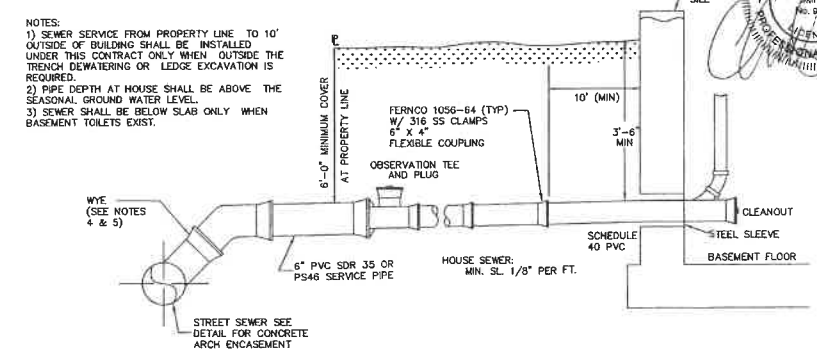 NOTES:
1) SEWER SERVICE FROM PROPERTY LINE TO 10'
OUTSIDE OF BUILDING SHALL BE INSTALLED
UNDER THIS CONTRACT ONLY WHEN OUTSIDE THE
TRENCH DEWATERING OR LEDGE EXCAVATION IS
REQUIRED.
2) PIPE DEPTH AT HOUSE SHALL BE ABOVE THE
SEASONAL GROUND WATER LEVEL.
3) SEWER SHALL BE BELOW SLAB ONLY WHEN
BASEMENT TOILETS EXIST.
6'-0" MINIMUM COVER
AT PROPERTY LINE
FERNCO 1056-64 (TYP)
W/ 316 SS CLAMPS
6" X 4"
FLEXIBLE COUPLING
10' (MIN)
3'-6"
MIN
OBSERVATION TEE
AND PLUG
WYE
(SEE NOTES
4 & 5)
6" PVC SDR 35 OR
PS46 SERVICE PIPE
HOUSE SEWER:
MIN. SL. 1/8" PER FT.
SCHEDULE
40 PVC
CLEANOUT
STEEL SLEEVE
BASEMENT FLOOR
STREET SEWER SEE
DETAIL FOR CONCRETE
ARCH ENCASEMENT